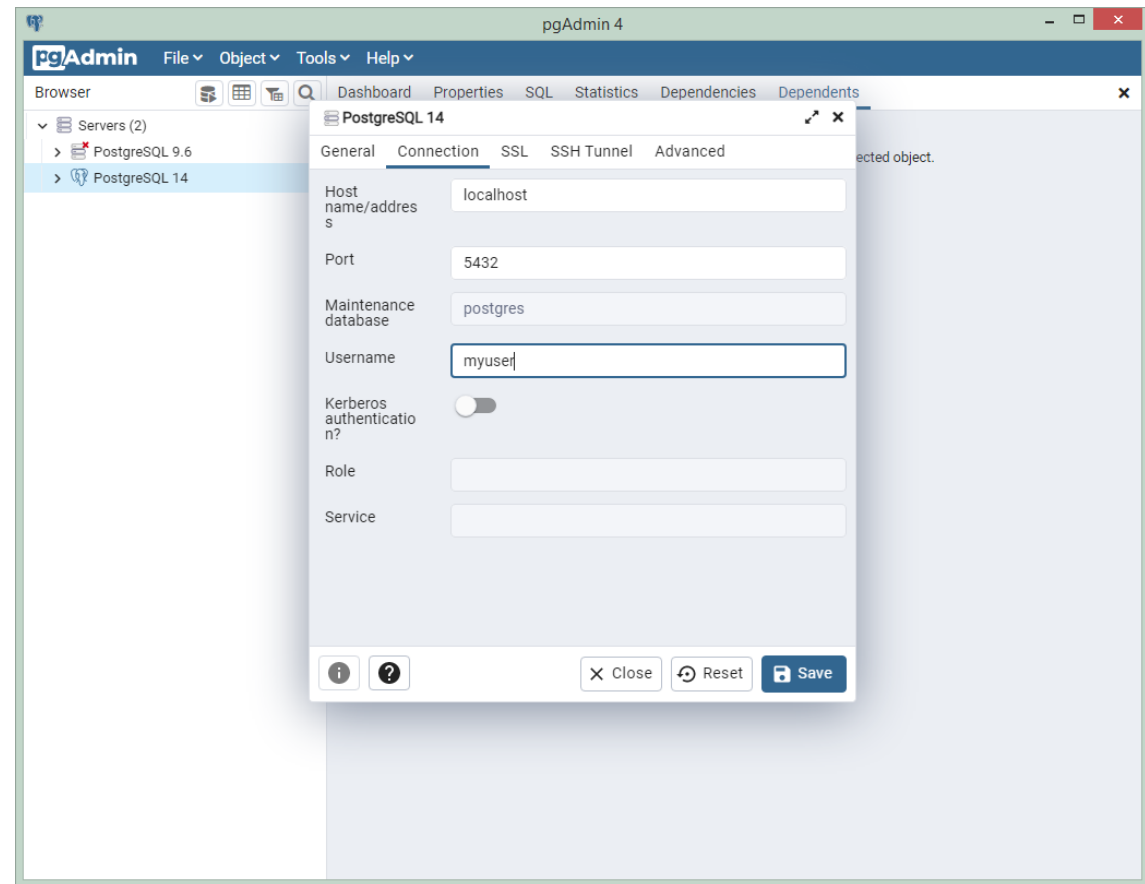 pgAdmin 4
pgAdmin File Object Tools Help
Browser
Dashboard Properties SQL Statistics Dependencies Dependents
Servers (2)
PostgreSQL 9.6
PostgreSQL 14
PostgreSQL 14
General Connection SSL SSH Tunnel Advanced
ected object.
Host
name/addres
s
localhost
Port
5432
Maintenance
database
postgres
Username
myuser
Kerberos
authenticatio
n?
Role
Service
Close Reset Save